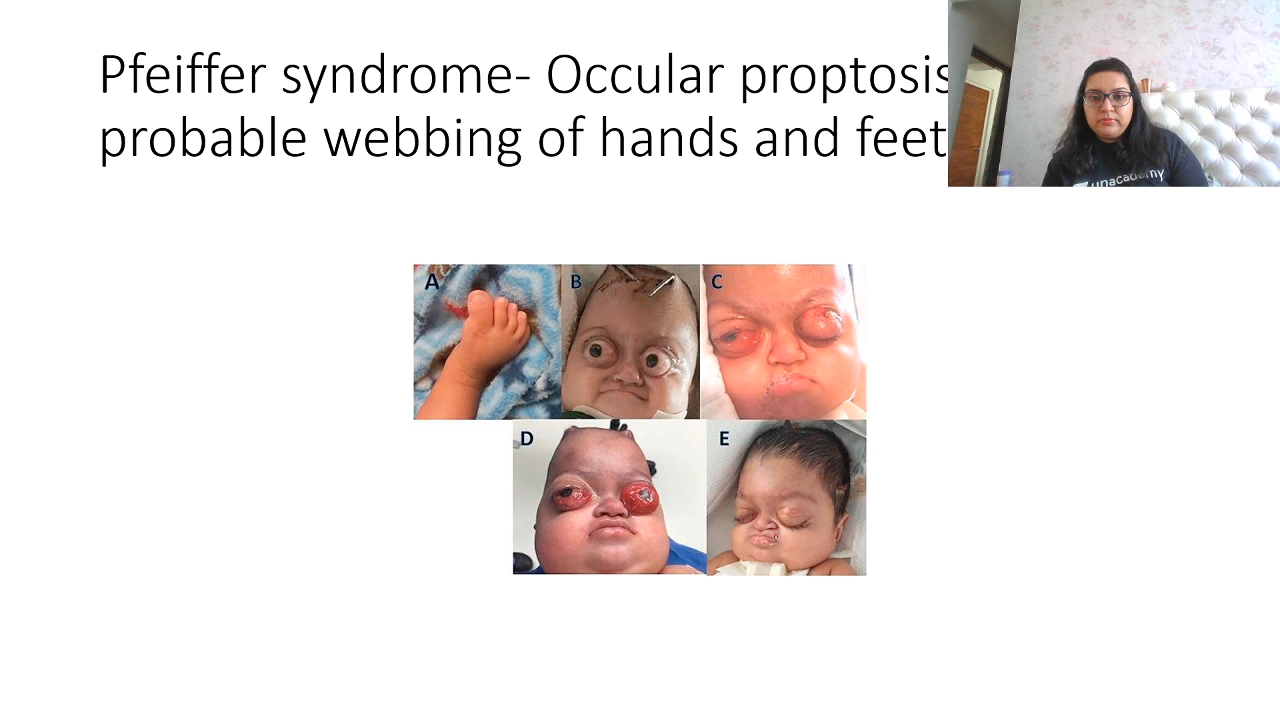 Pfeiffer syndrome- Occular proptosis
probable webbing of hands and feet
unacademy
A
B
C
D
E